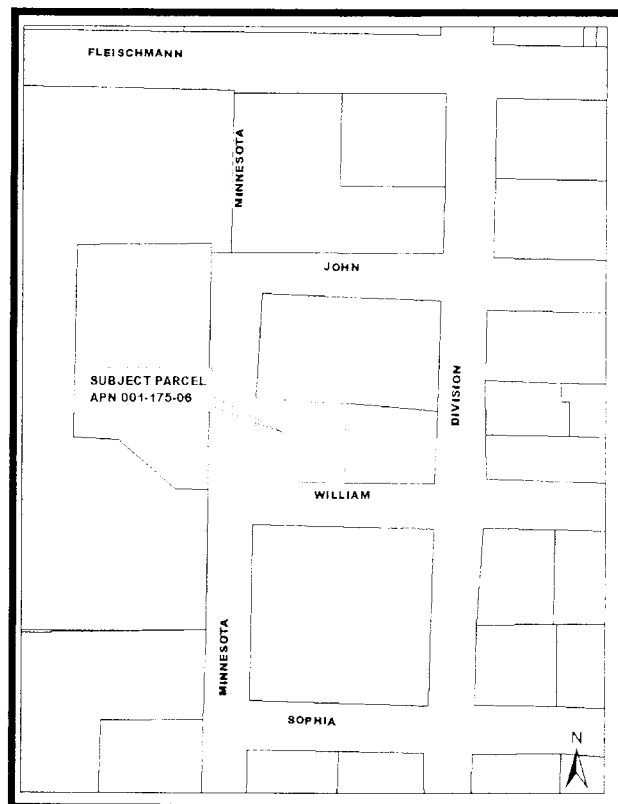 FLEISCHMANN
MINNESOTA
JOHN
SUBJECT PARCEL
APN 001-175-06
DIVISION
WILLIAM
MINNESOTA
SOPHIA
N